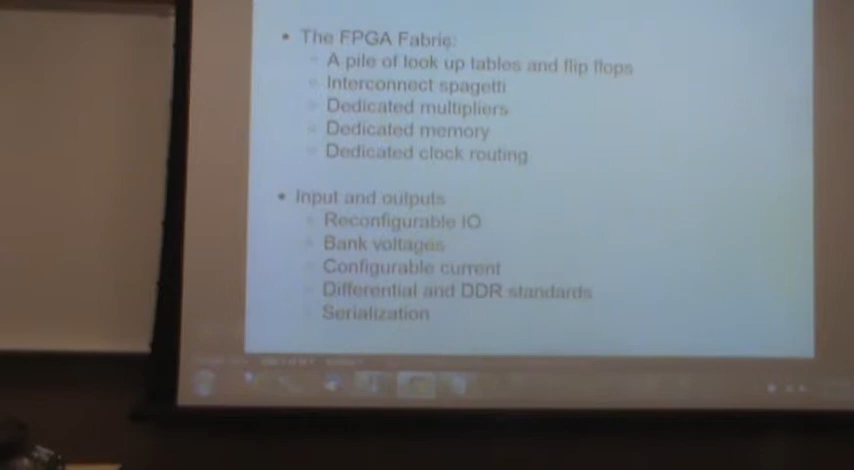 • The FPGA Fabric:
A pile of look up tables and flip flops
Interconnect spagetti
Dedicated multipliers
Dedicated memory
Dedicated clock routing
• Input and outputs
Reconfigurable IO
Bank voltages
Configurable current
Differential and DDR standards
Serialization